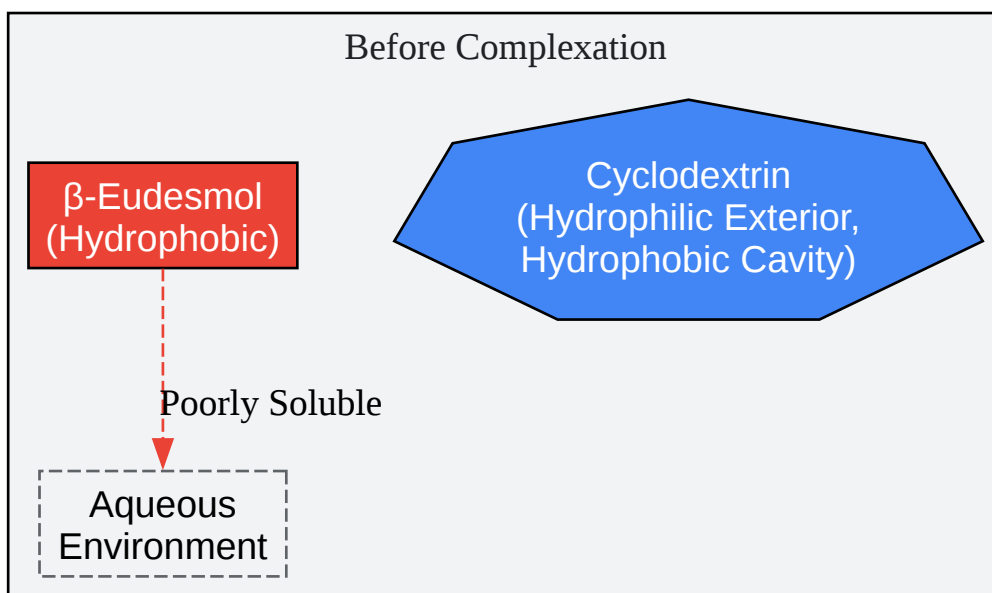 Before Complexation
β-Eudesmol
(Hydrophobic)
Cyclodextrin
(Hydrophilic Exterior,
Hydrophobic Cavity)
Poorly Soluble
Aqueous
Environment